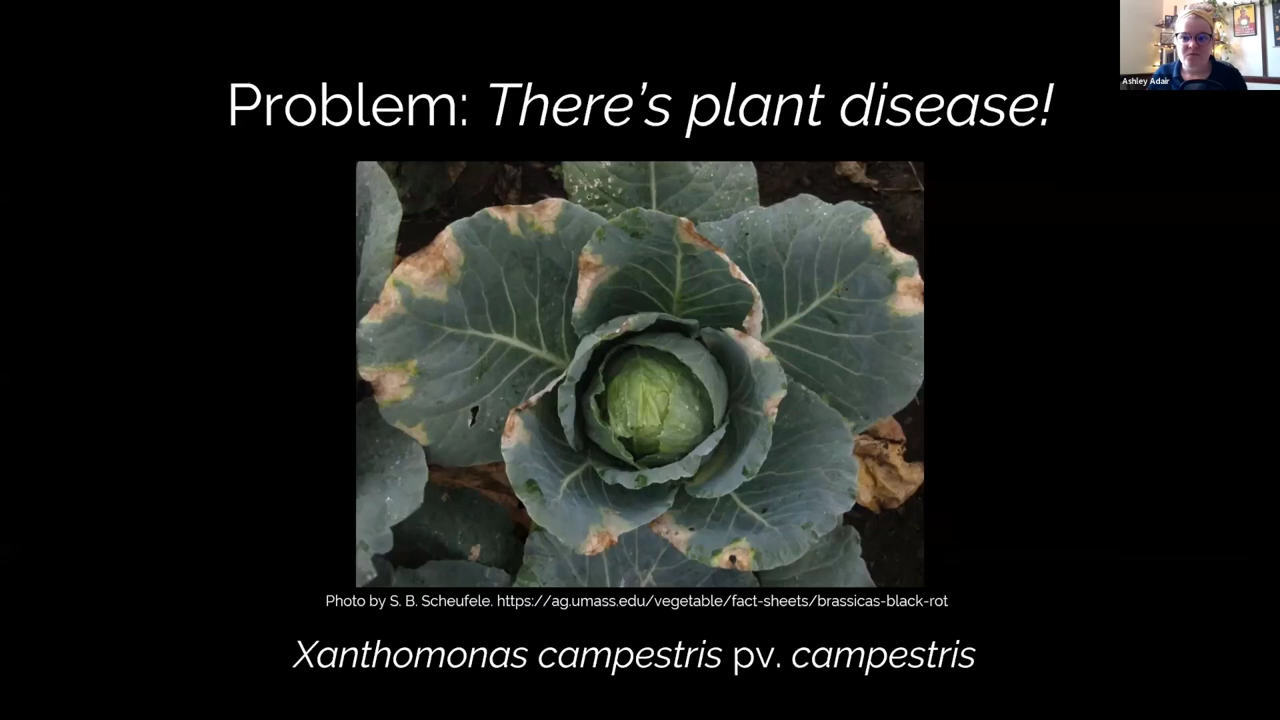 Ashley Adair
Problem: There's plant disease!
Photo by S. B. Scheufele. https://ag.umass.edu/vegetable/fact-sheets/brassicas-black-rot
Xanthomonas campestris pv. campestris